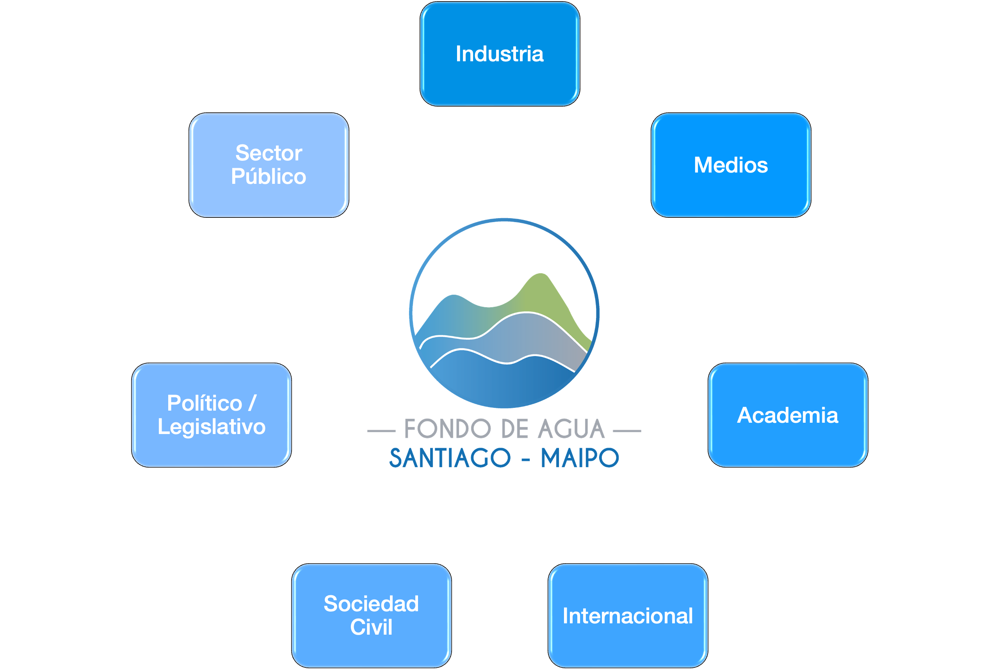 Industria
Sector
Público
Medios
Político /
Legislativo
Academia
FONDO DE AGUA
SANTIAGO - MAIPO
Sociedad
Civil
Internacional